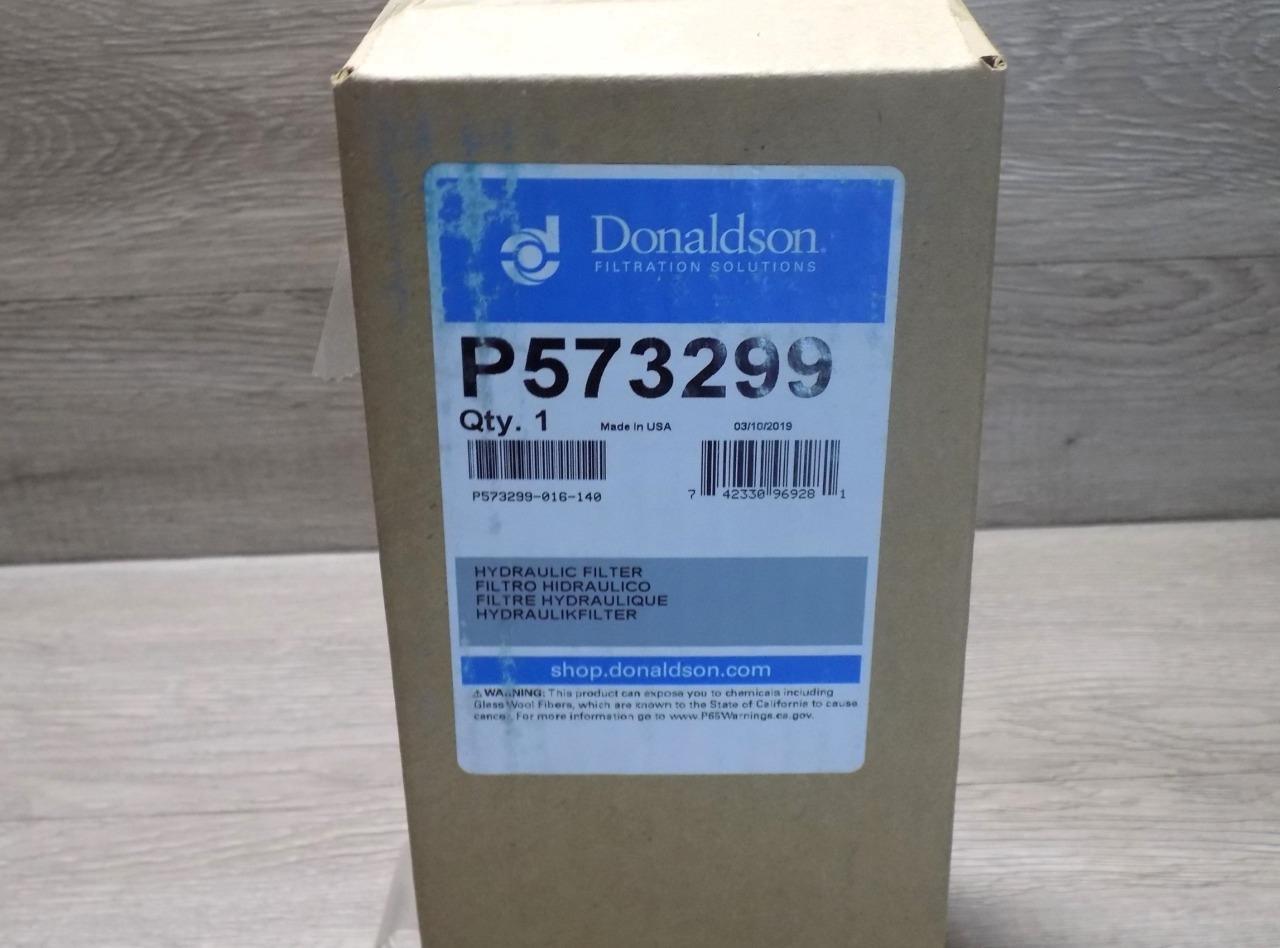 Donaldson.
FILTRATION SOLUTIONS
P573299
Qty. 1 Made in USA 03/10/2019
P573299-016-140 7 42330 96928 1
HYDRAULIC FILTER
FILTRO HIDRAULICO
FILTRE HYDRAULIQUE
HYDRAULIKFILTER
shop.donaldson.com
⚠ WARNING: This product can expose you to chemicals including
Glass Wool Fibers, which are known to the State of California to cause
cancer. For more information go to www.P65Warnings.ca.gov.